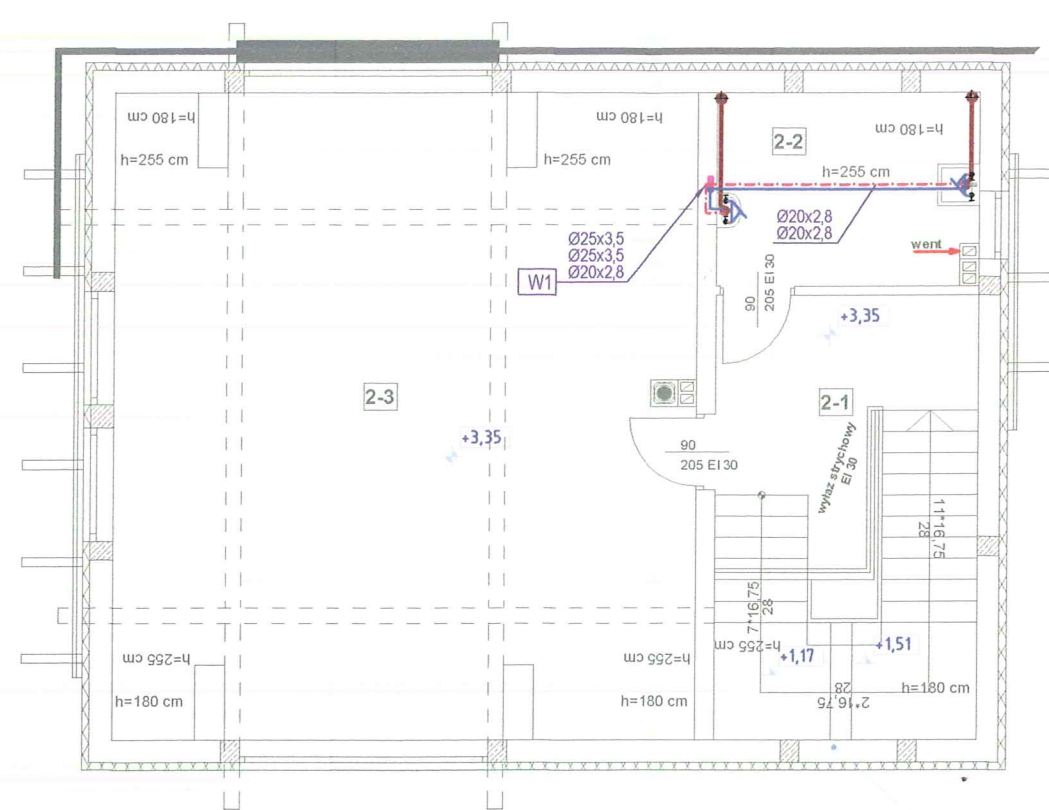 h=180 cm
h=255 cm
h=180 cm
h=255 cm
2-2
h=180 cm
h=255 cm
Ø20x2,8
Ø20x2,8
Ø25x3,5
Ø25x3,5
Ø20x2,8
W1
went
90
205 EI 30
+3,35
2-3
2-1
+3,35
90
205 EI 30
wyłaz strychowy
EI 30
11*16,75
28
7*16,75
28
h=255 cm
h=180 cm
h=255 cm
h=180 cm
h=255 cm
+1,17
+1,51
h=180 cm
2*16,75
28